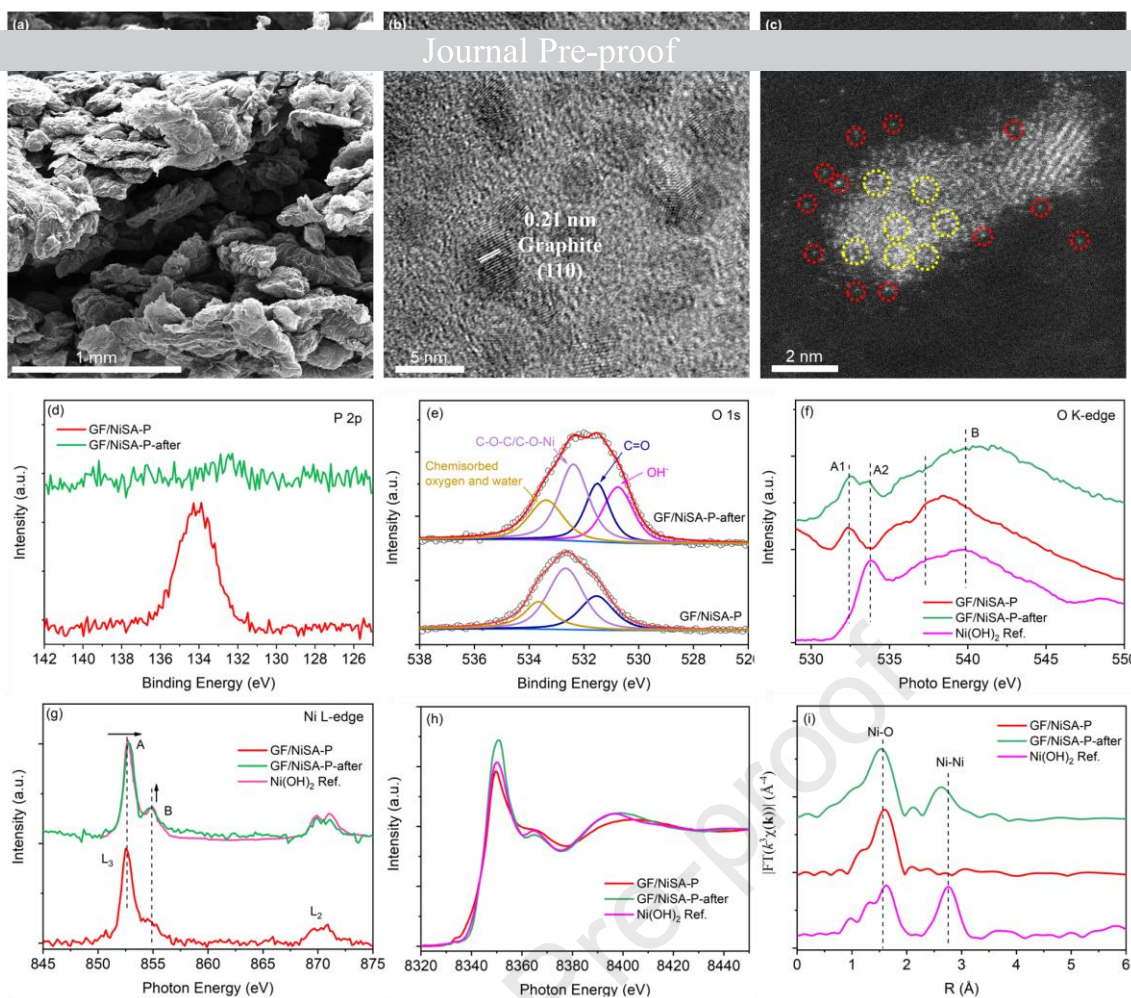 (a)
(b)
(c)
Journal Pre-proof
1 mm
0.21 nm
Graphite
(110)
5 nm
2 nm
(d)
P 2p
GF/NiSA-P
GF/NiSA-P-after
Intensity (a.u.)
142 140 138 136 134 132 130 128 126
Binding Energy (eV)
(e)
O 1s
C-O-C/C-O-Ni
C=O
Chemisorbed
oxygen and water
OH⁻
GF/NiSA-P-after
GF/NiSA-P
Intensity (a.u.)
538 536 534 532 530 528 526
Binding Energy (eV)
(f)
O K-edge
B
A1
A2
GF/NiSA-P
GF/NiSA-P-after
Ni(OH)₂ Ref.
Intensity (a.u.)
530 535 540 545 550
Photo Energy (eV)
(g)
Ni L-edge
A
GF/NiSA-P
GF/NiSA-P-after
Ni(OH)₂ Ref.
B
L₃
L₂
Intensity (a.u.)
845 850 855 860 865 870 875
Binding Energy (eV)
(h)
GF/NiSA-P
GF/NiSA-P-after
Ni(OH)₂ Ref.
Intensity (a.u.)
8320 8340 8360 8380 8400 8420 8440
Photon Energy (eV)
(i)
GF/NiSA-P
GF/NiSA-P-after
Ni(OH)₂ Ref.
Ni-O
Ni-Ni
|FT(k³χ(k))| (Å⁻⁴)
0 1 2 3 4 5 6
R (Å)
Pre-proof